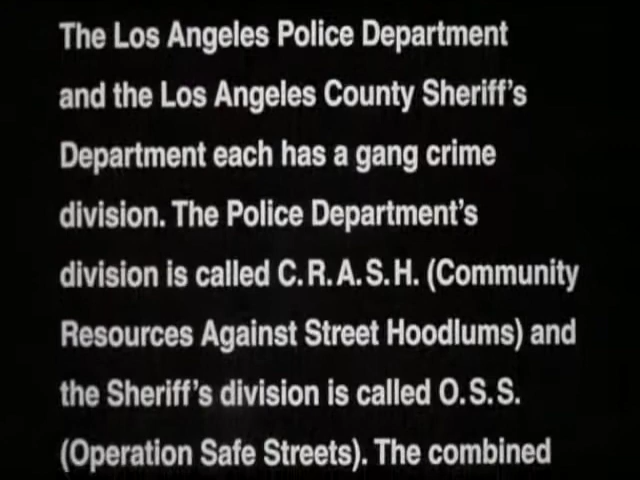 The Los Angeles Police Department
and the Los Angeles County Sheriff's
Department each has a gang crime
division. The Police Department's
division is called C.R.A.S.H. (Community
Resources Against Street Hoodlums) and
the Sheriff's division is called O.S.S.
(Operation Safe Streets). The combined